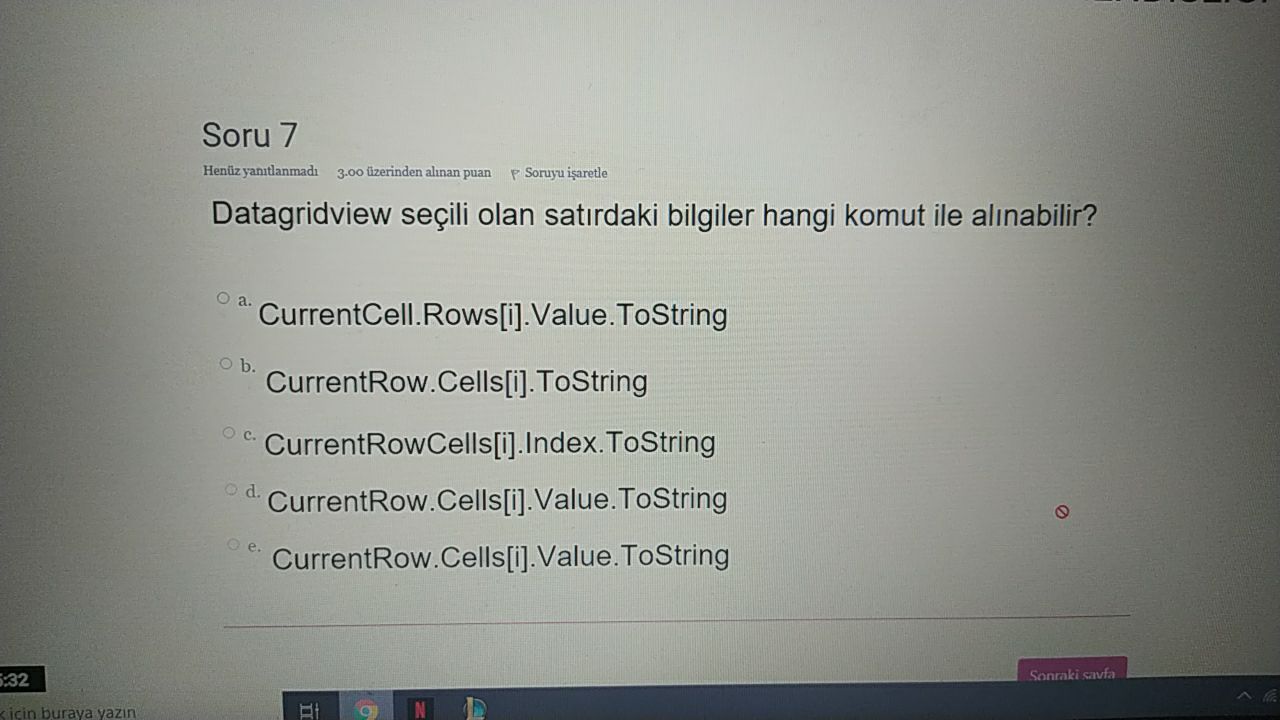 Soru 7
Henüz yanıtlanmadı 3.00 üzerinden alınan puan Soruyu işaretle
Datagridview seçili olan satırdaki bilgiler hangi komut ile alınabilir?
a. CurrentCell.Rows[i].Value.ToString
b. CurrentRow.Cells[i].ToString
c. CurrentRowCells[i].Index.ToString
d. CurrentRow.Cells[i].Value.ToString
e. CurrentRow.Cells[i].Value.ToString
Sonraki sayfa
:32
için buraya yazın
N